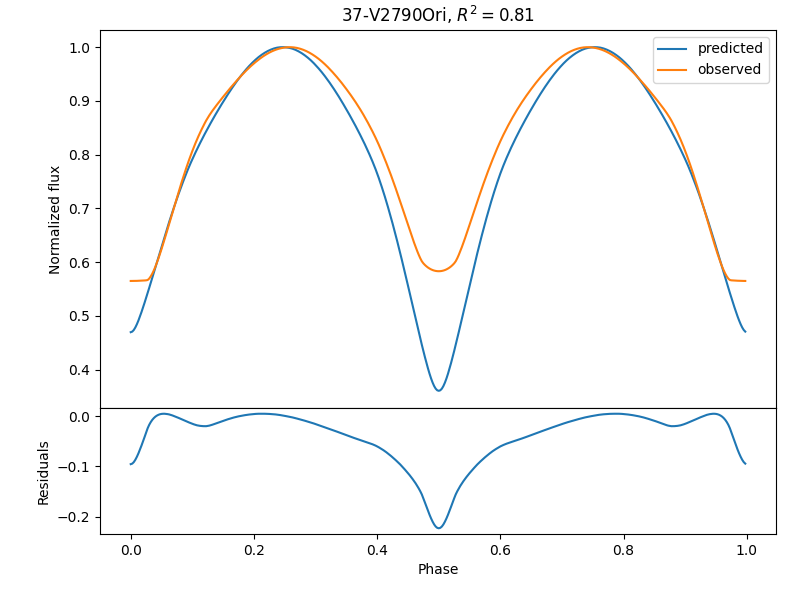 37-V2790Ori, $R^2 = 0.81$
predicted
observed
Normalized flux
1.0
0.9
0.8
0.7
0.6
0.5
0.4
Residuals
0.0
−0.1
−0.2
0.0 0.2 0.4 0.6 0.8 1.0
Phase